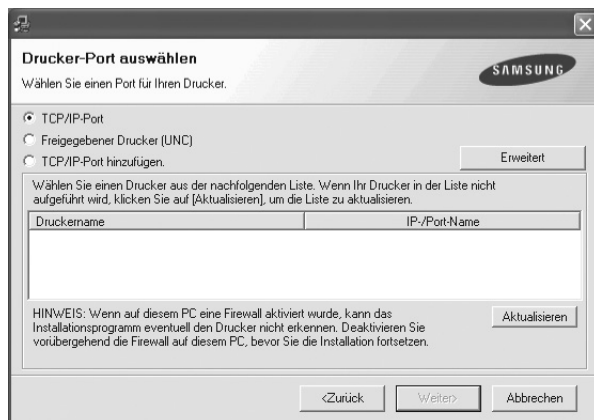 Drucker-Port auswählen
Wählen Sie einen Port für Ihren Drucker.
SAMSUNG
TCP/IP-Port
Freigegebener Drucker (UNC)
TCP/IP-Port hinzufügen.
Erweitert
Wählen Sie einen Drucker aus der nachfolgenden Liste. Wenn Ihr Drucker in der Liste nicht
aufgeführt wird, klicken Sie auf [Aktualisieren], um die Liste zu aktualisieren.
Druckername IP-/Port-Name
HINWEIS: Wenn auf diesem PC eine Firewall aktiviert wurde, kann das
Installationsprogramm eventuell den Drucker nicht erkennen. Deaktivieren Sie
vorübergehend die Firewall auf diesem PC, bevor Sie die Installation fortsetzen.
Aktualisieren
<Zurück Weiter> Abbrechen